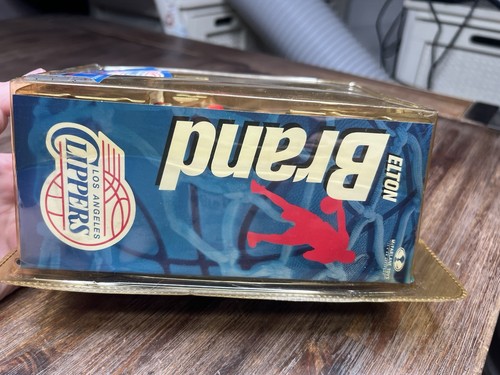 ELTON
Brand
LOS ANGELES
CLIPPERS